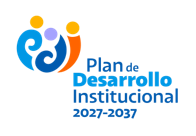 Plan de
Desarrollo
Institucional
2027-2037